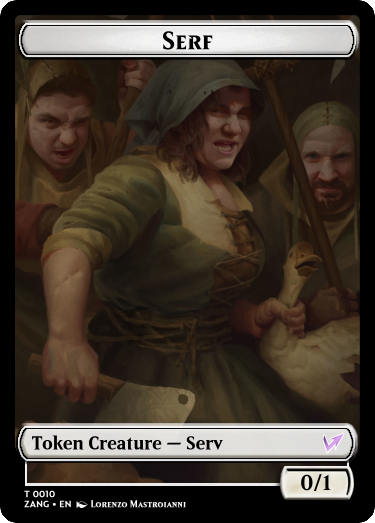 Serf
Token Creature — Serv
0/1
T 0010
ZANG • EN Lorenzo Mastroianni